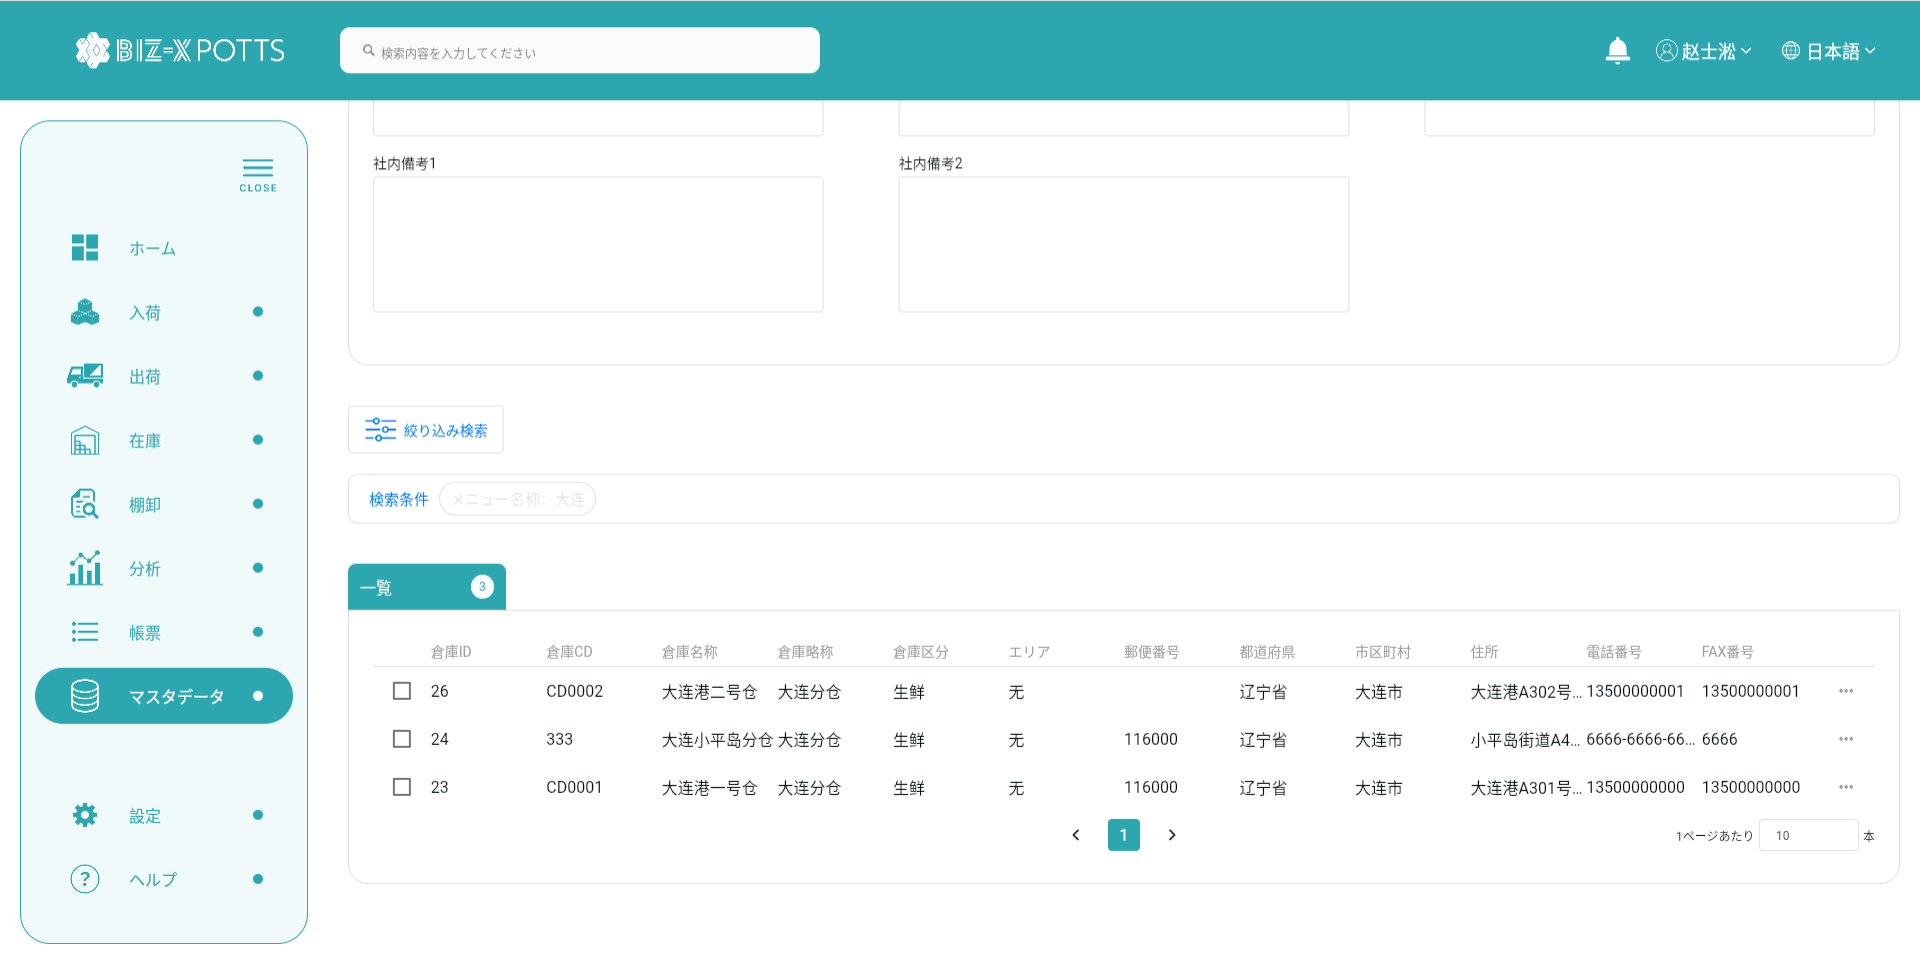 BIZ=X POTTS
検索内容を入力してください
赵士淞
日本語
CLOSE
ホーム
入荷
出荷
在庫
棚卸
分析
帳票
マスタデータ
設定
? ヘルプ
社内備考1 社内備考2
絞り込み検索
検索条件 メニュー名称：大连
一覧 3
倉庫ID 倉庫CD 倉庫名称 倉庫略称 倉庫区分 エリア 郵便番号 都道府県 市区町村 住所 電話番号 FAX番号
26 CD0002 大连港二号仓 大连分仓 生鲜 无 辽宁省 大连市 大连港A302号... 13500000001 13500000001 ...
24 333 大连小平岛分仓 大连分仓 生鲜 无 116000 辽宁省 大连市 小平岛街道A4... 6666-6666-66... 6666 ...
23 CD0001 大连港一号仓 大连分仓 生鲜 无 116000 辽宁省 大连市 大连港A301号... 13500000000 13500000000 ...
1
1ページあたり 10 本